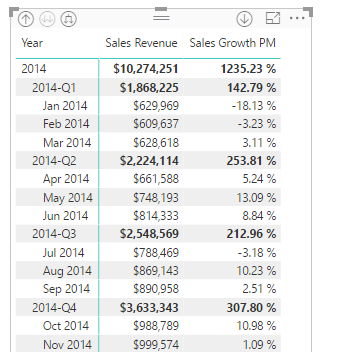 Year Sales Revenue Sales Growth PM
2014 $10,274,251 1235.23 %
2014-Q1 $1,868,225 142.79 %
Jan 2014 $629,969 -18.13 %
Feb 2014 $609,637 -3.23 %
Mar 2014 $628,618 3.11 %
2014-Q2 $2,224,114 253.81 %
Apr 2014 $661,588 5.24 %
May 2014 $748,193 13.09 %
Jun 2014 $814,333 8.84 %
2014-Q3 $2,548,569 212.96 %
Jul 2014 $788,469 -3.18 %
Aug 2014 $869,143 10.23 %
Sep 2014 $890,958 2.51 %
2014-Q4 $3,633,343 307.80 %
Oct 2014 $988,789 10.98 %
Nov 2014 $999,574 1.09 %